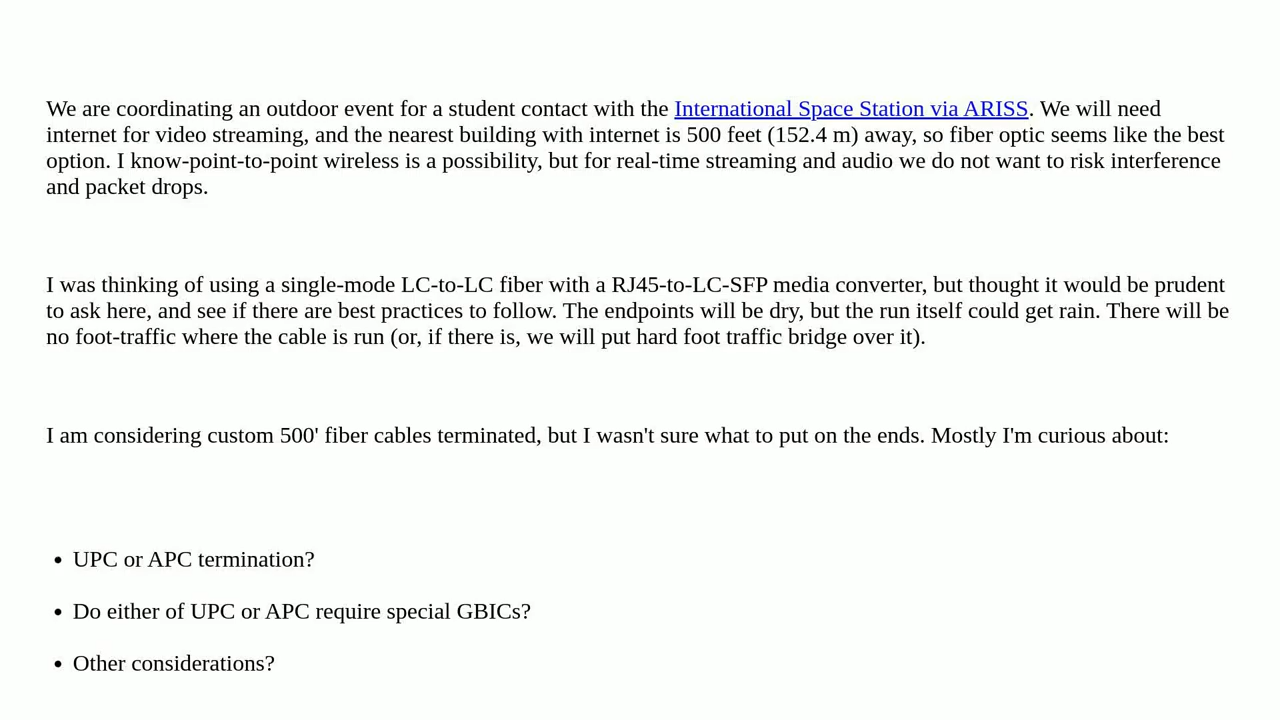 We are coordinating an outdoor event for a student contact with the International Space Station via ARISS. We will need
internet for video streaming, and the nearest building with internet is 500 feet (152.4 m) away, so fiber optic seems like the best
option. I know-point-to-point wireless is a possibility, but for real-time streaming and audio we do not want to risk interference
and packet drops.
I was thinking of using a single-mode LC-to-LC fiber with a RJ45-to-LC-SFP media converter, but thought it would be prudent
to ask here, and see if there are best practices to follow. The endpoints will be dry, but the run itself could get rain. There will be
no foot-traffic where the cable is run (or, if there is, we will put hard foot traffic bridge over it).
I am considering custom 500' fiber cables terminated, but I wasn't sure what to put on the ends. Mostly I'm curious about:
• UPC or APC termination?
• Do either of UPC or APC require special GBICs?
• Other considerations?